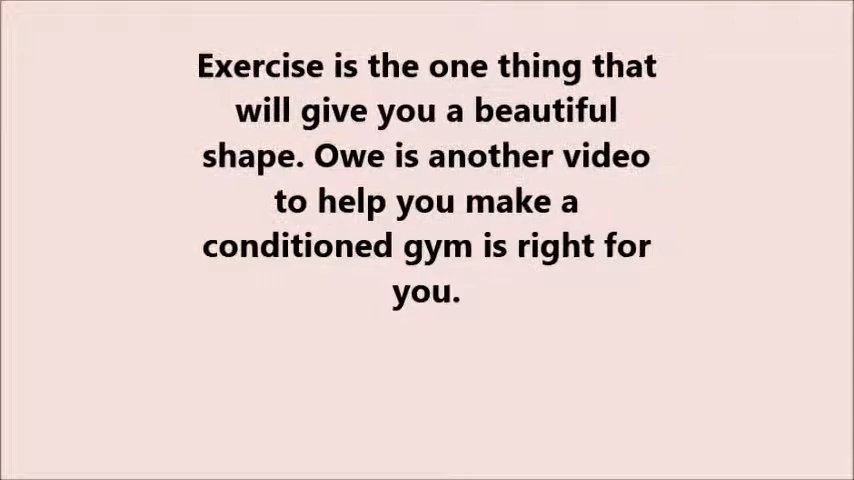 Exercise is the one thing that
will give you a beautiful
shape. Owe is another video
to help you make a
conditioned gym is right for
you.